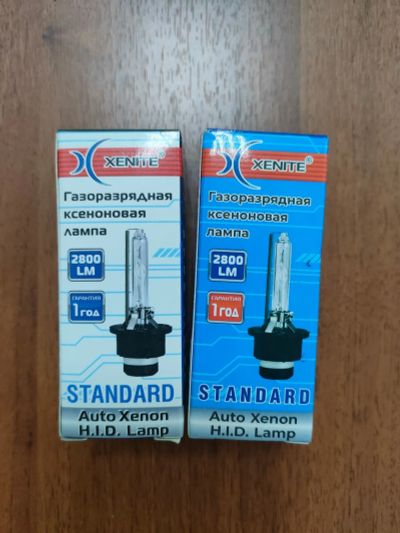 XENITE®
Газоразрядная
ксеноновая
лампа
2800
LM
ГАРАНТИЯ
1 ГОД
STANDARD
Auto Xenon
H.I.D. Lamp
XENITE®
Газоразрядная
ксеноновая
лампа
2800
LM
ГАРАНТИЯ
1 ГОД
STANDARD
Auto Xenon
H.I.D. Lamp